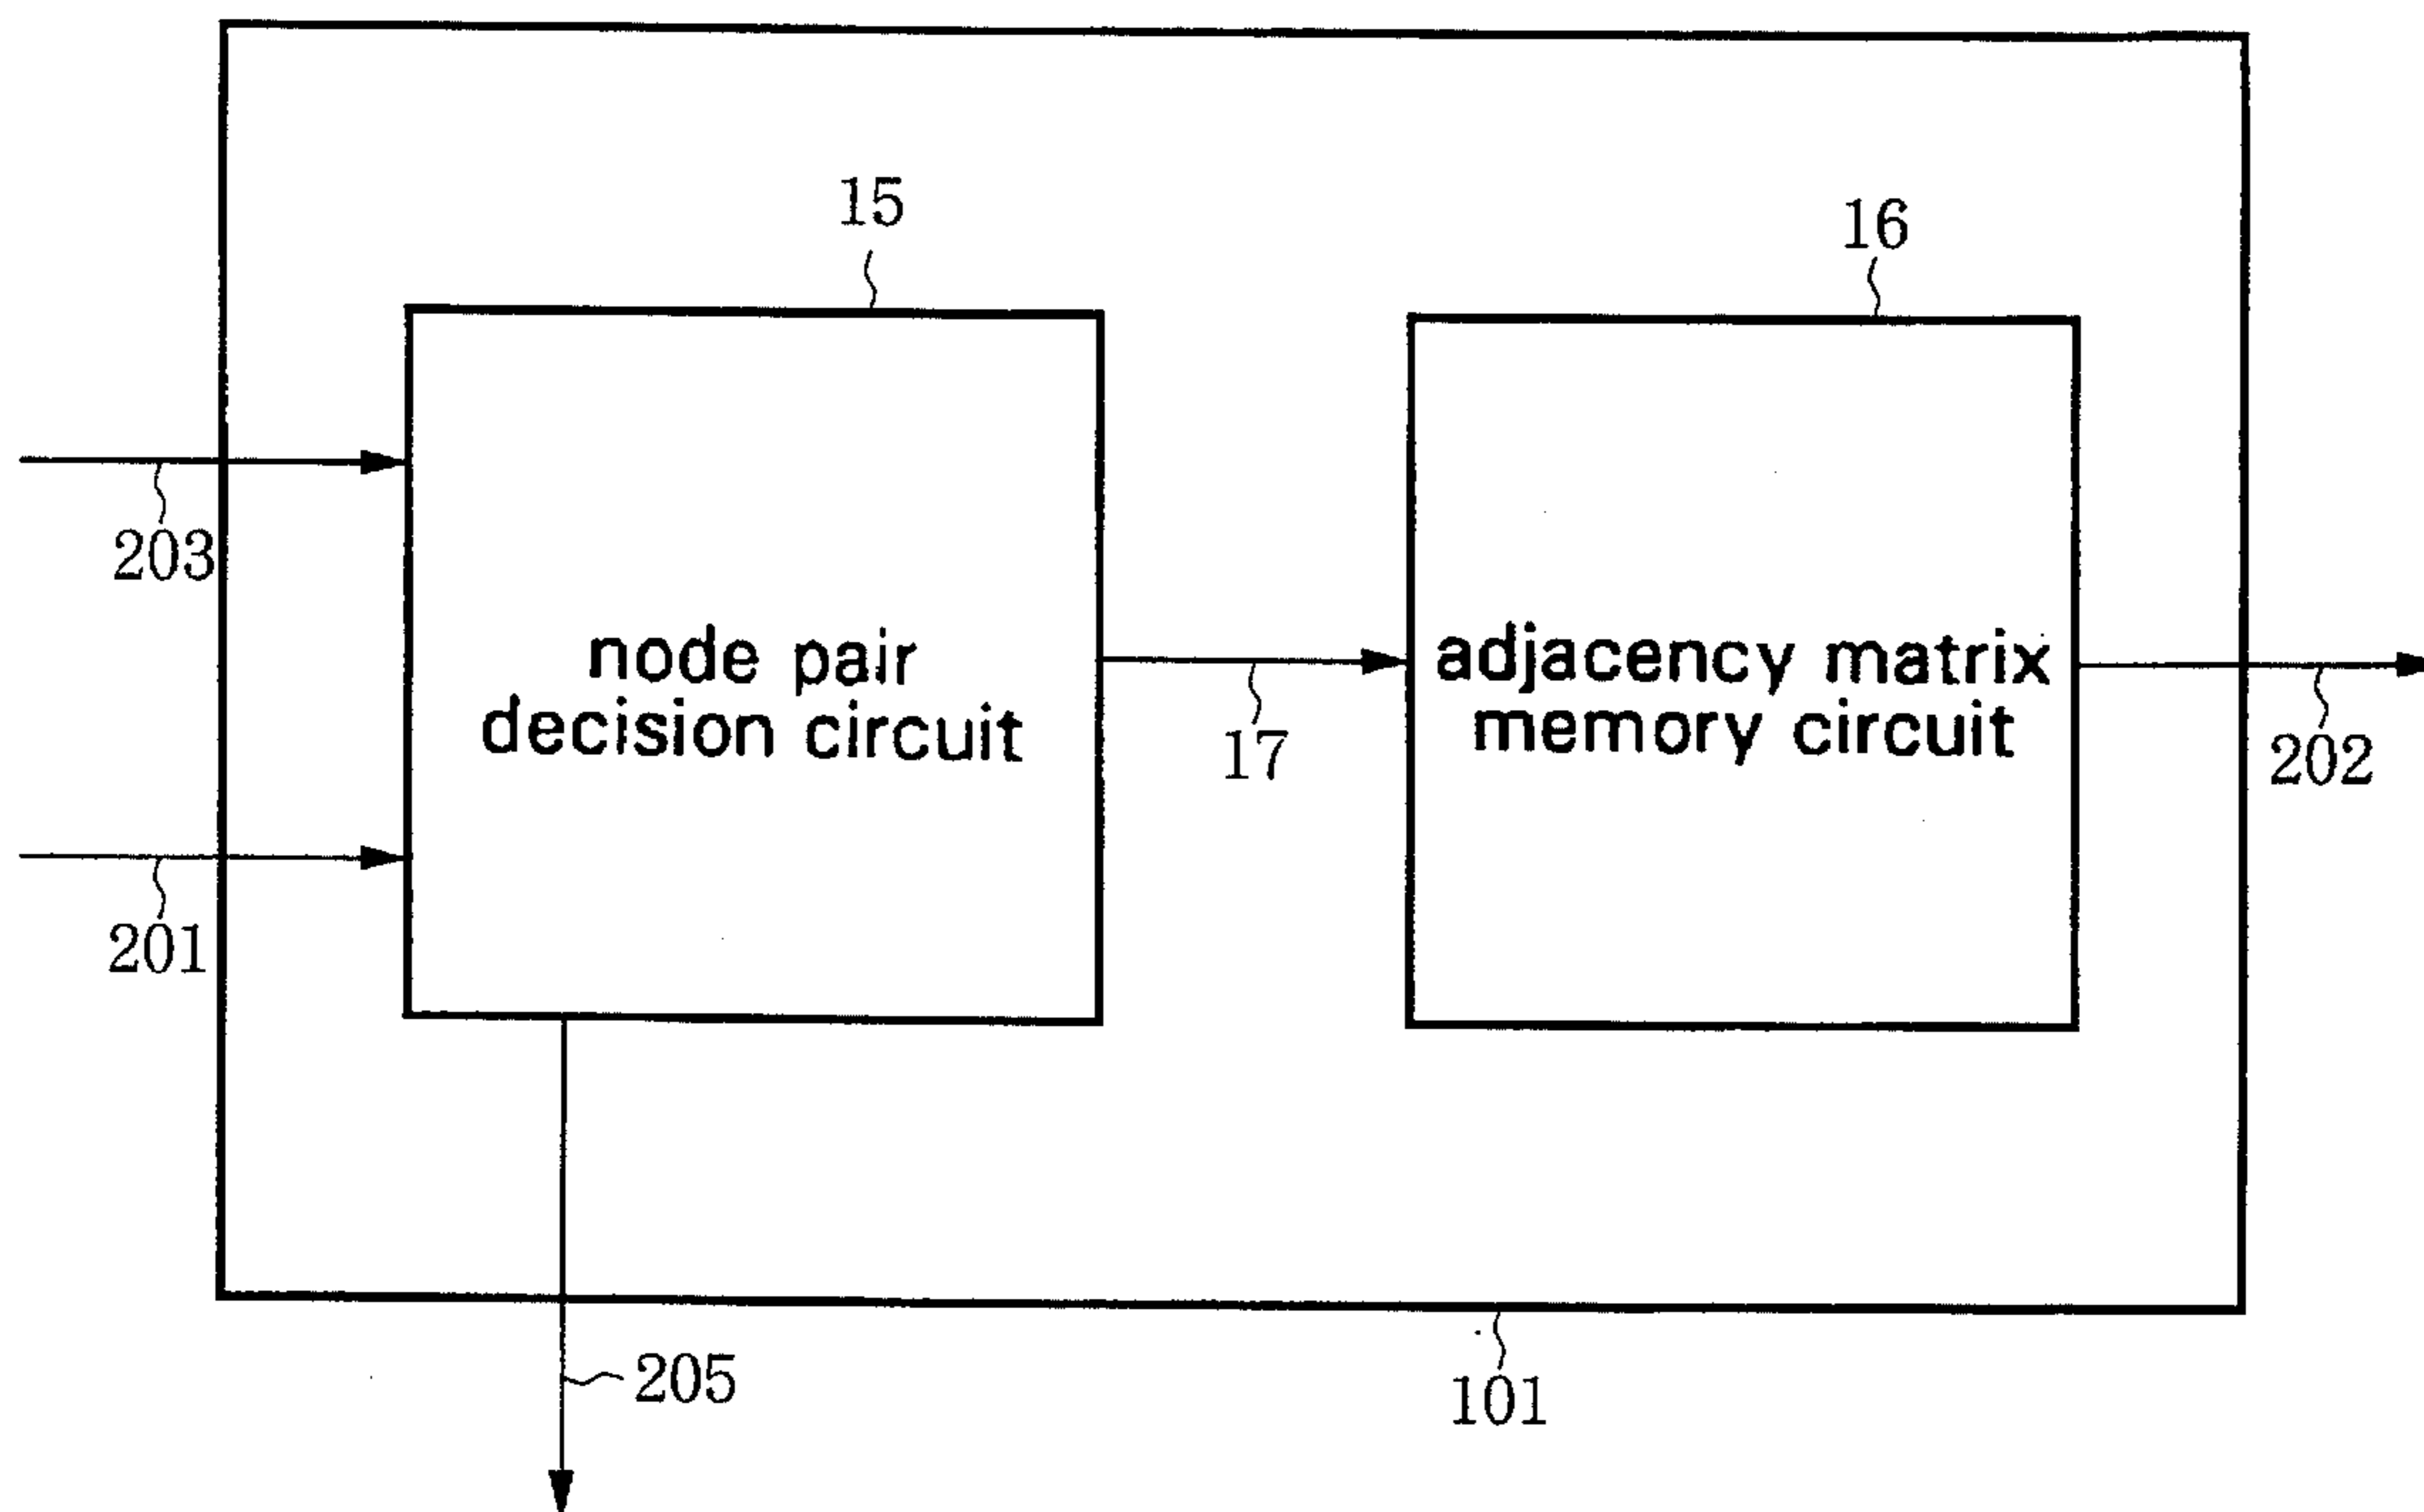 15
16
203
node pair
decision circuit
adjacency matrix
memory circuit
17
202
201
205
101